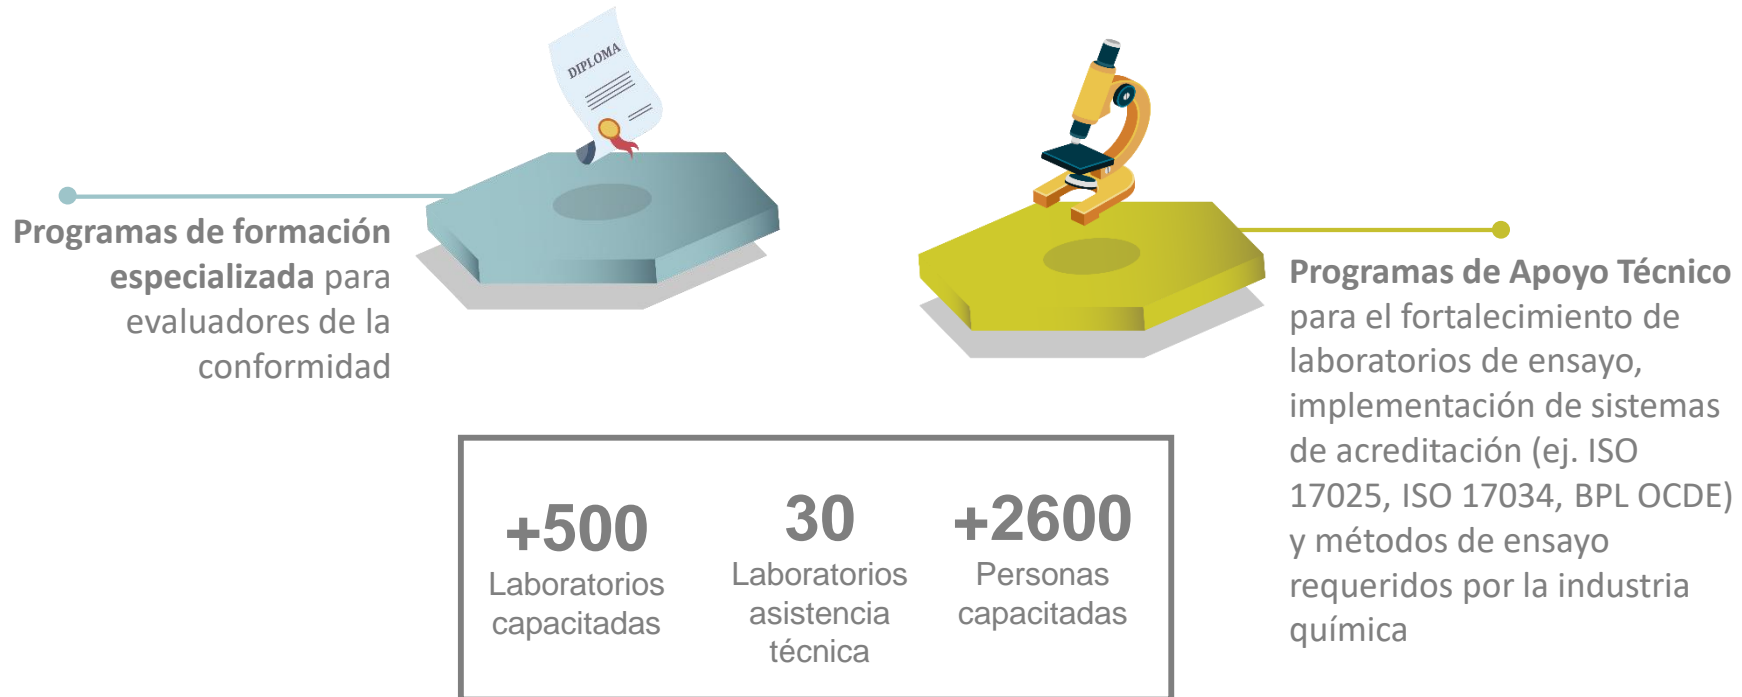 DIPLOMA
Programas de formación
especializada para
evaluadores de la
conformidad
Programas de Apoyo Técnico
para el fortalecimiento de
laboratorios de ensayo,
implementación de sistemas
de acreditación (ej. ISO
17025, ISO 17034, BPL OCDE)
y métodos de ensayo
requeridos por la industria
química
+500
Laboratorios
capacitadas
30
Laboratorios
asistencia
técnica
+2600
Personas
capacitadas